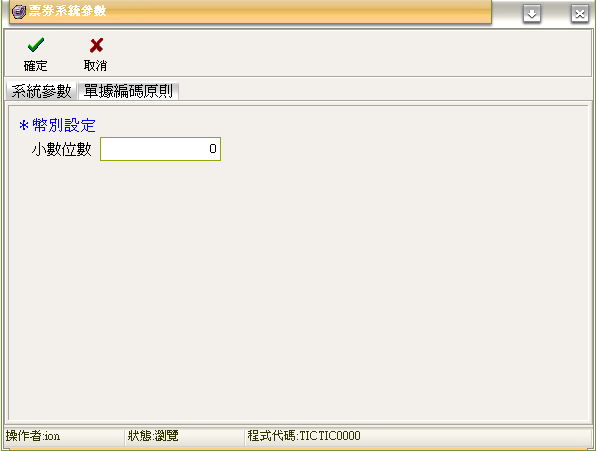 票券系統參數
確定 取消
系統參數 單據編碼原則
＊幣別設定
小數位數 0
操作者:ion 狀態:瀏覽 程式代碼:TICTIC0000